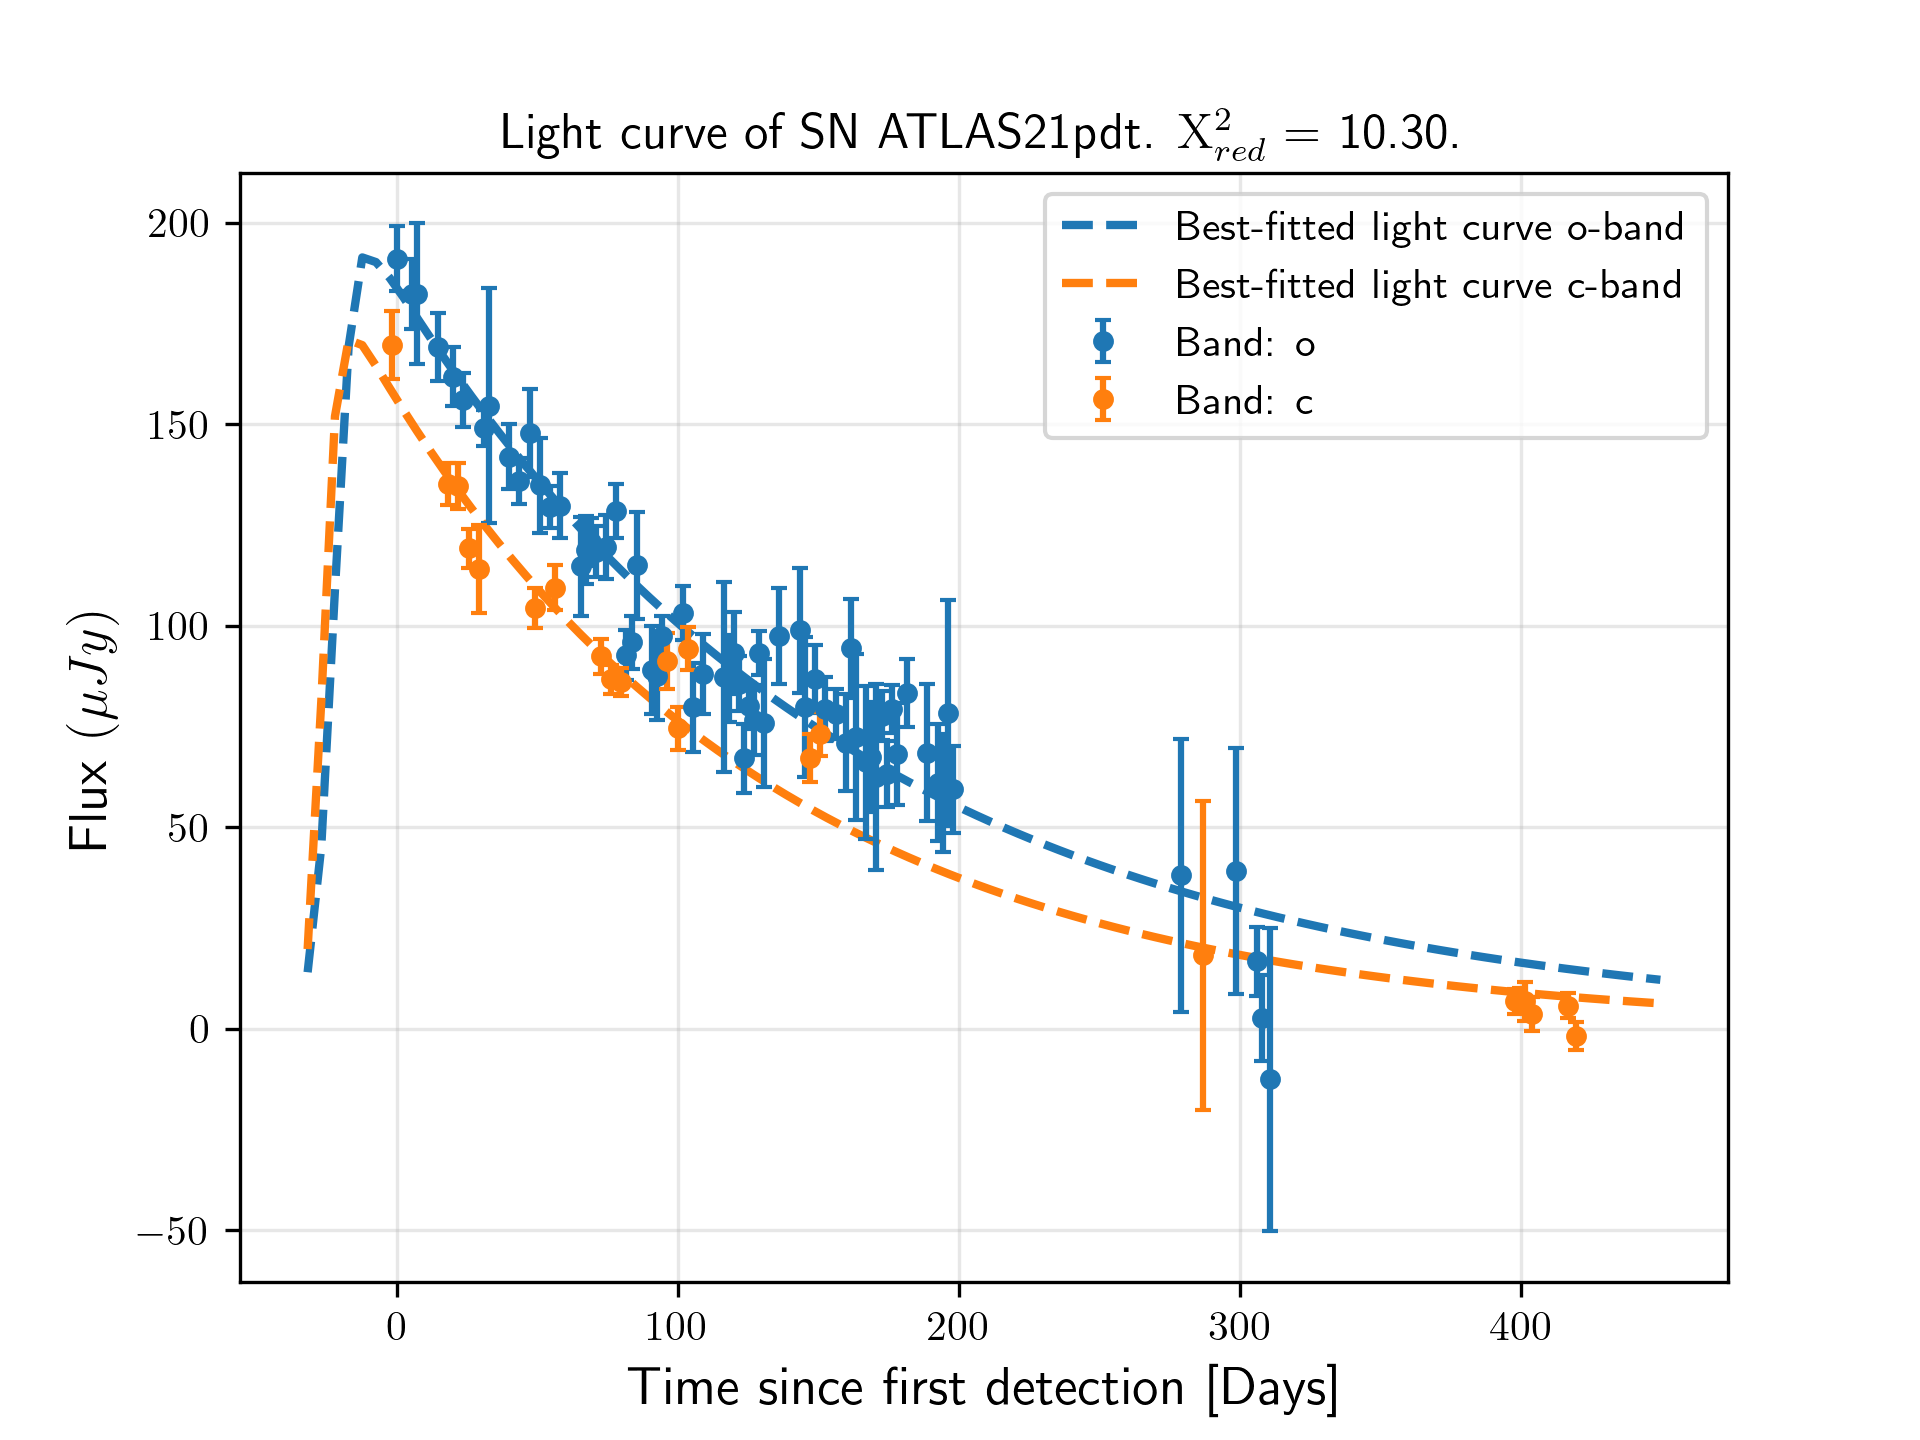 Light curve of SN ATLAS21pdt. X²_red = 10.30.
Best-fitted light curve o-band
Best-fitted light curve c-band
Band: o
Band: c
Flux (μJy)
200
150
100
50
0
−50
0 100 200 300 400
Time since first detection [Days]